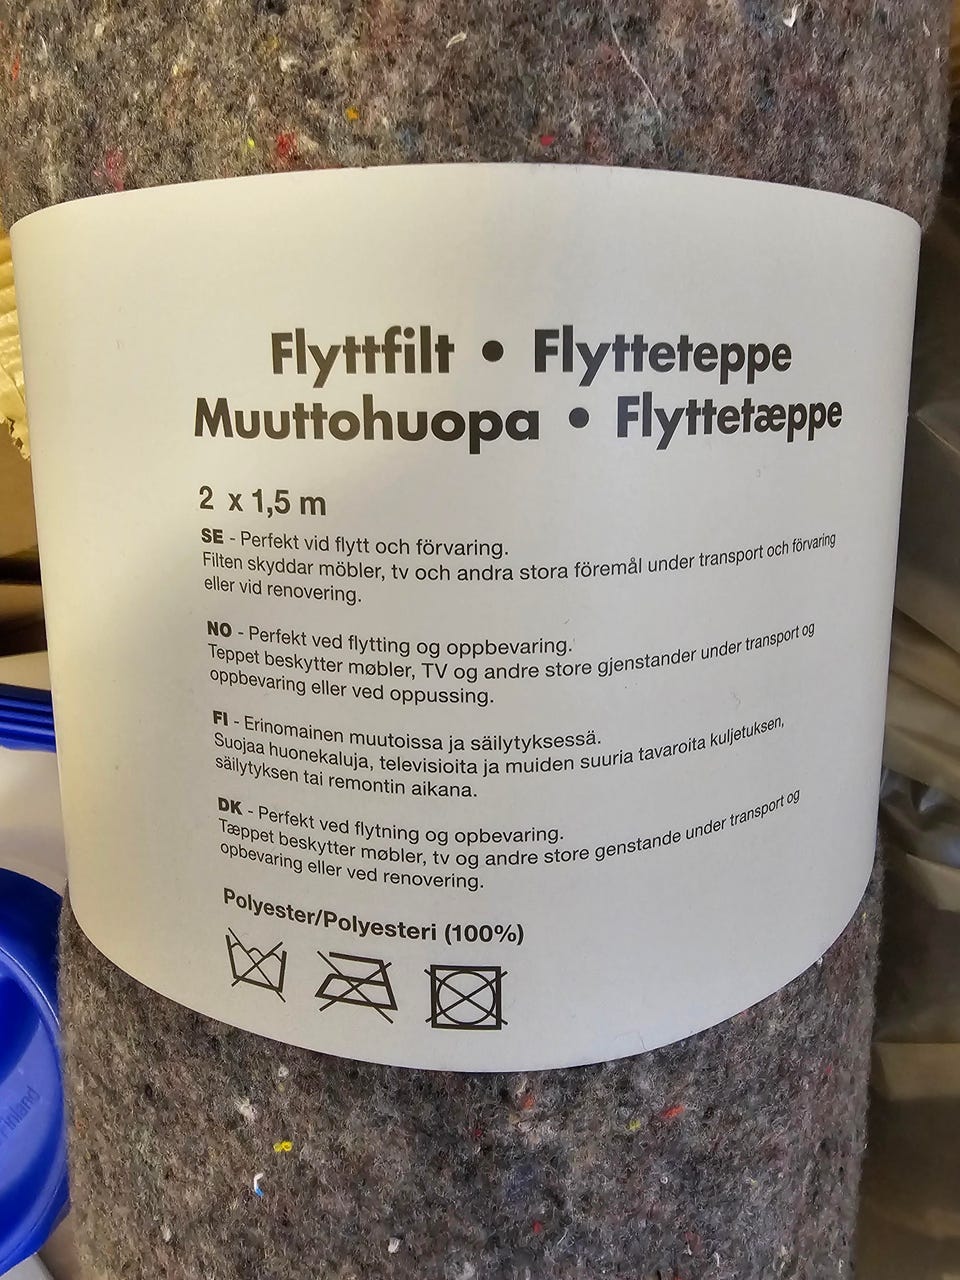 Flyttfilt • Flytteteppe
Muuttohuopa • Flyttetæppe
2 x 1,5 m
SE - Perfekt vid flytt och förvaring.
Filten skyddar möbler, tv och andra stora föremål under transport och förvaring
eller vid renovering.
NO - Perfekt ved flytting og oppbevaring.
Teppet beskytter møbler, TV og andre store gjenstander under transport og
oppbevaring eller ved oppussing.
FI - Erinomainen muutoissa ja säilytyksessä.
Suojaa huonekaluja, televisioita ja muiden suuria tavaroita kuljetuksen,
säilytyksen tai remontin aikana.
DK - Perfekt ved flytning og opbevaring.
Tæppet beskytter møbler, tv og andre store genstande under transport og
opbevaring eller ved renovering.
Polyester/Polyesteri (100%)
Finland